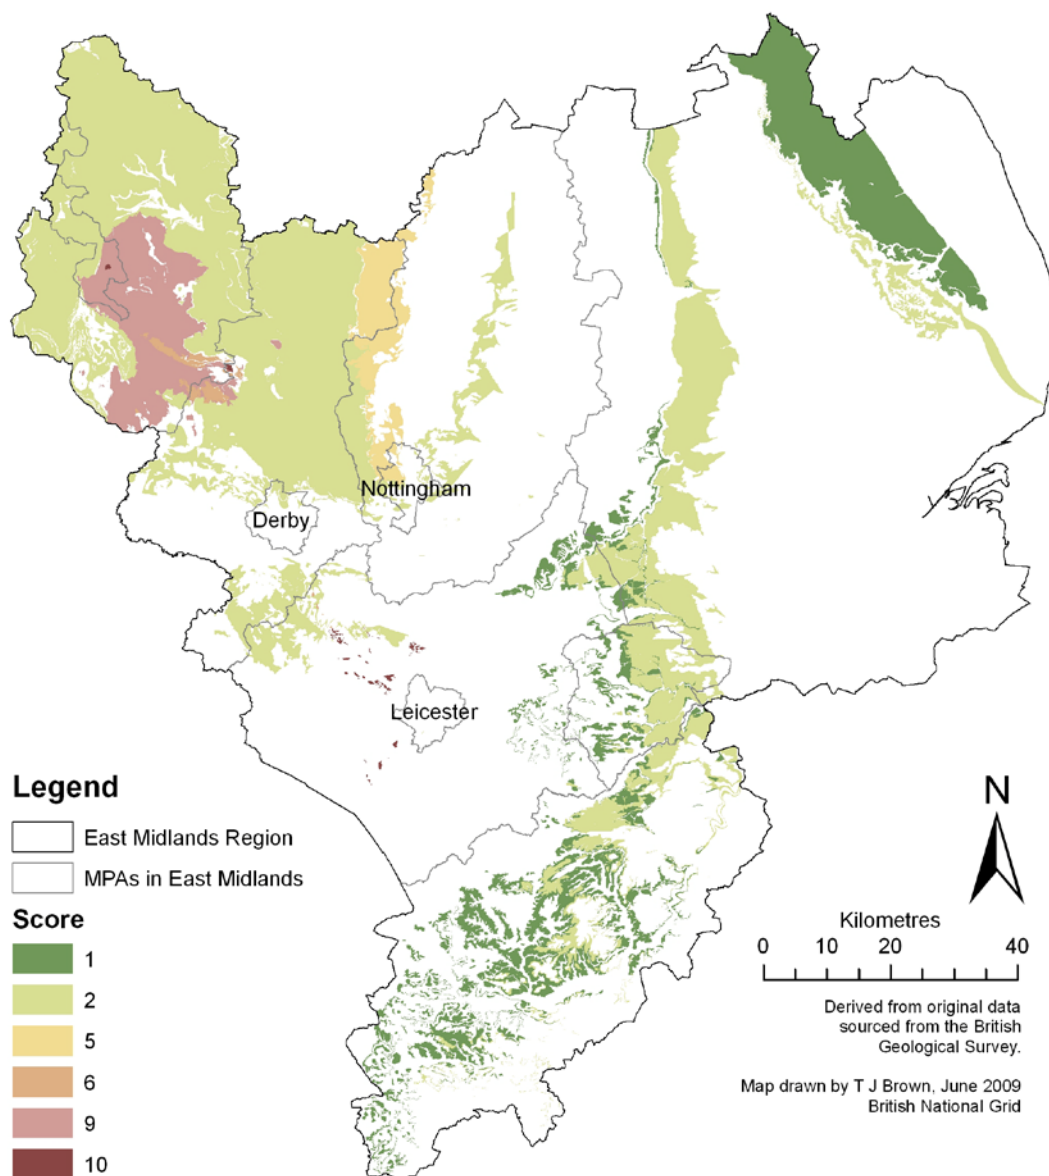 Nottingham
Derby
Leicester
Legend
East Midlands Region
MPAs in East Midlands
Score
1
2
5
6
9
10
N
Kilometres
0 10 20 40
Derived from original data
sourced from the British
Geological Survey.
Map drawn by T J Brown, June 2009
British National Grid